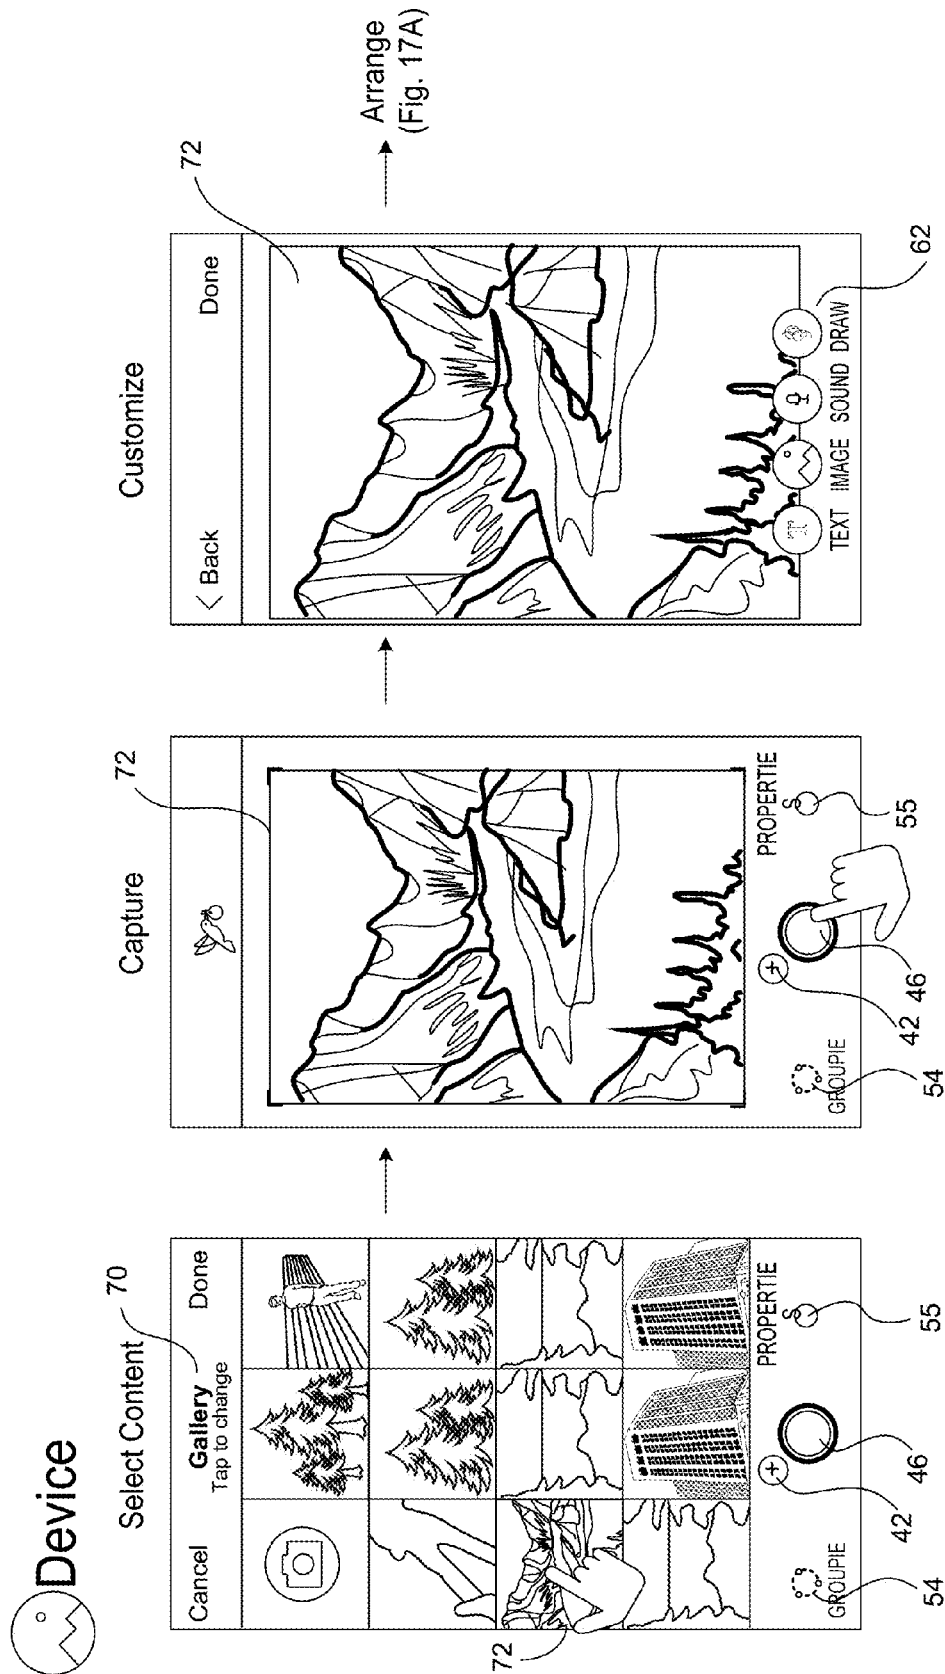 Device
Select Content
70
Cancel
Gallery
Tap to change
Done
72
GROUPIE
PROPERTIE
54
42
46
55
Capture
72
GROUPIE
PROPERTIE
54
42
46
55
Customize
72
< Back
Done
T
TEXT IMAGE SOUND DRAW
62
Arrange
(Fig. 17A)